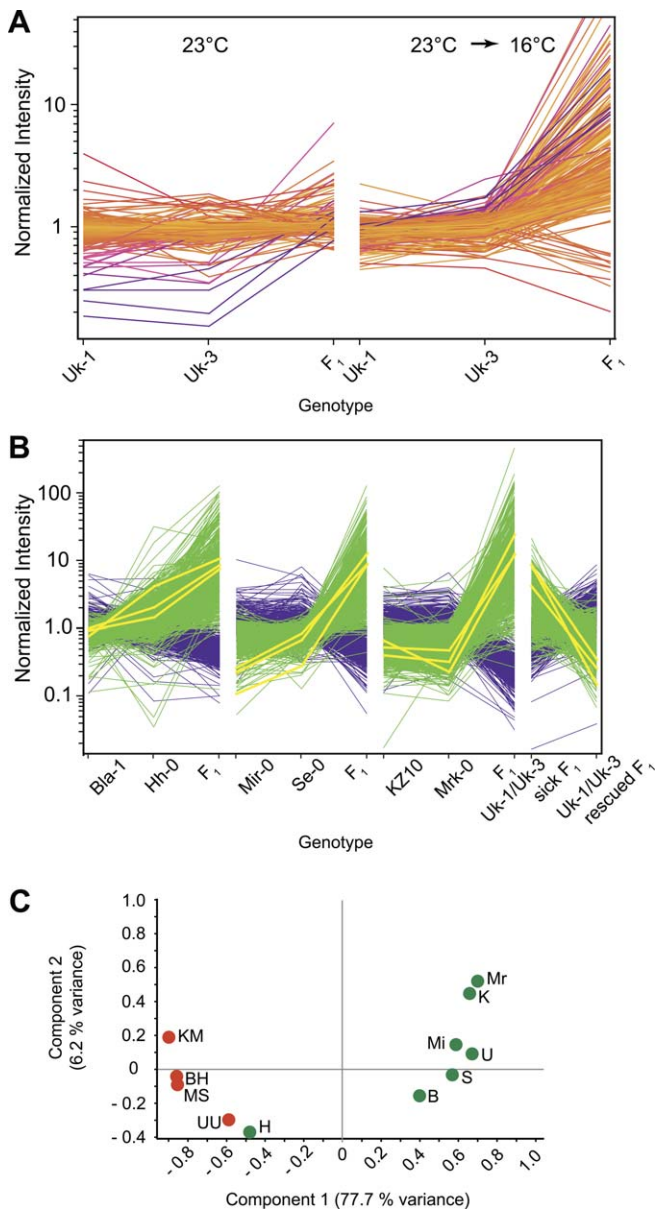 A
23°C
23°C → 16°C
Normalized Intensity
10
1
Uk-1
Uk-3
F1
Uk-1
Uk-3
F1
Genotype
B
Normalized Intensity
100
10
1.0
0.1
Bla-1
Hh-0
F1
Mir-0
Se-0
F1
KZ10
Mrk-0
F1
Uk-1/Uk-3
sick F1
Uk-1/Uk-3
rescued F1
Genotype
C
Component 2
(6.2 % variance)
1.0
0.8
0.6
0.4
0.2
0
- 0.2
- 0.4
Mr
K
KM
Mi
U
BH
S
MS
B
UU
H
- 0.8
- 0.6
- 0.4
- 0.2
0
0.2
0.4
0.6
0.8
1.0
Component 1 (77.7 % variance)